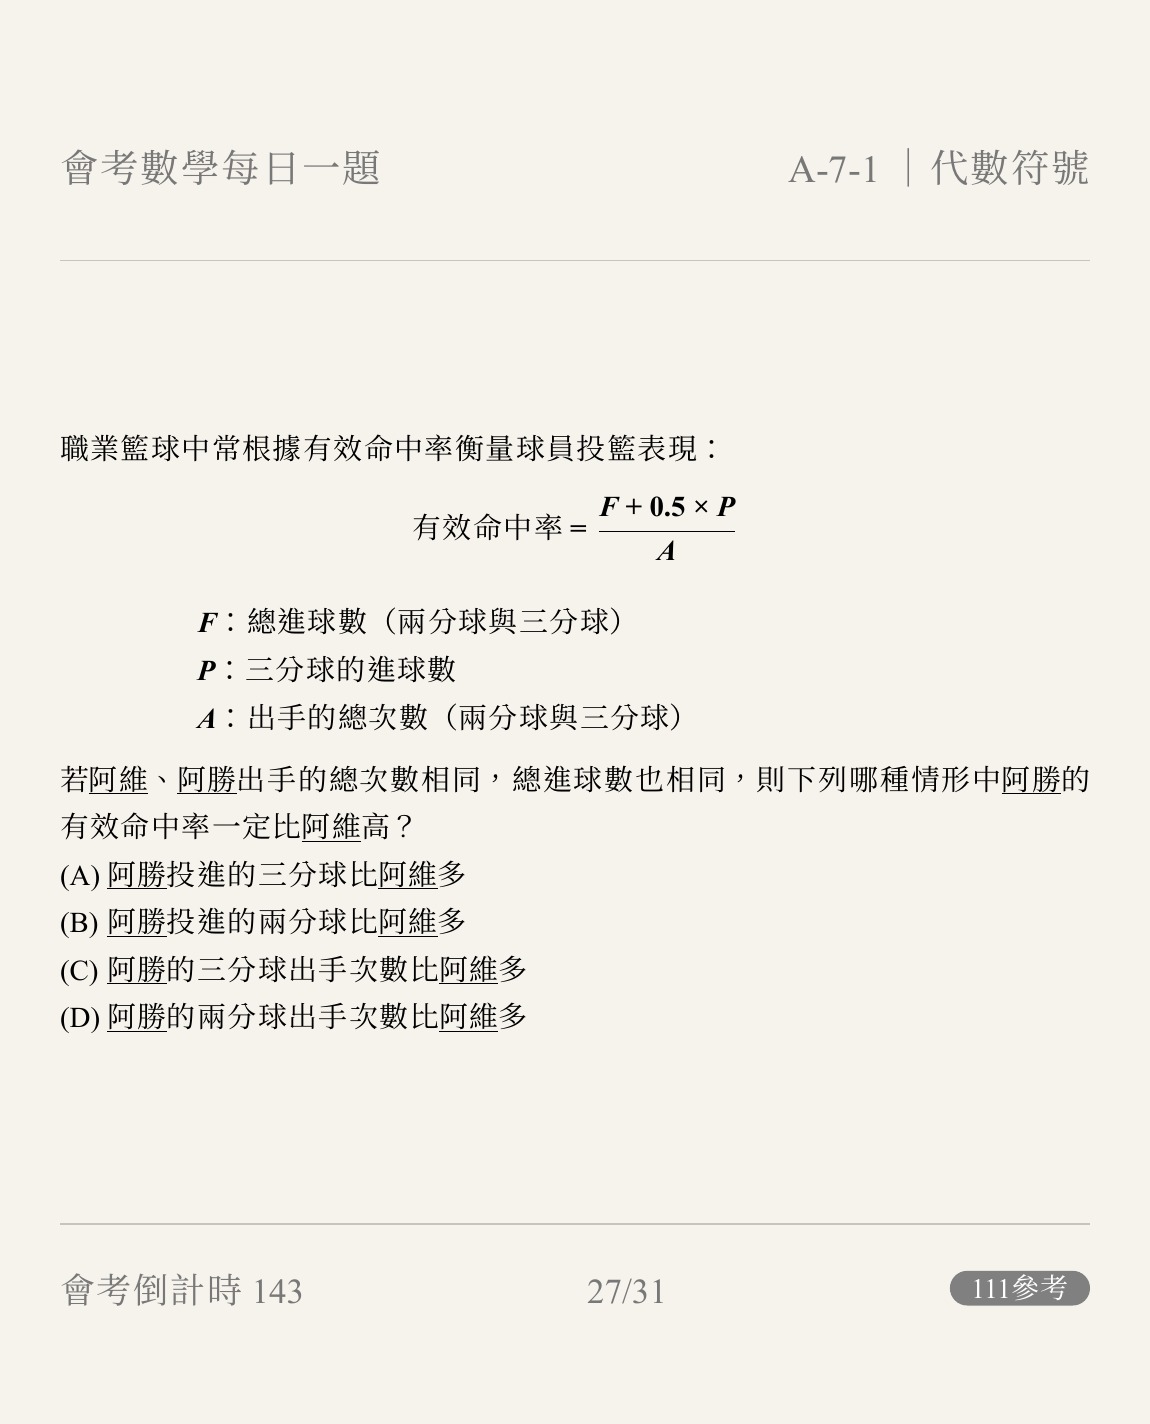 會考數學每日一題
A-7-1｜代數符號
職業籃球中常根據有效命中率衡量球員投籃表現：
有效命中率 = (F + 0.5 × P) / A
F：總進球數（兩分球與三分球）
P：三分球的進球數
A：出手的總次數（兩分球與三分球）
若阿維、阿勝出手的總次數相同，總進球數也相同，則下列哪種情形中阿勝的
有效命中率一定比阿維高？
(A) 阿勝投進的三分球比阿維多
(B) 阿勝投進的兩分球比阿維多
(C) 阿勝的三分球出手次數比阿維多
(D) 阿勝的兩分球出手次數比阿維多
會考倒計時 143
27/31
111參考